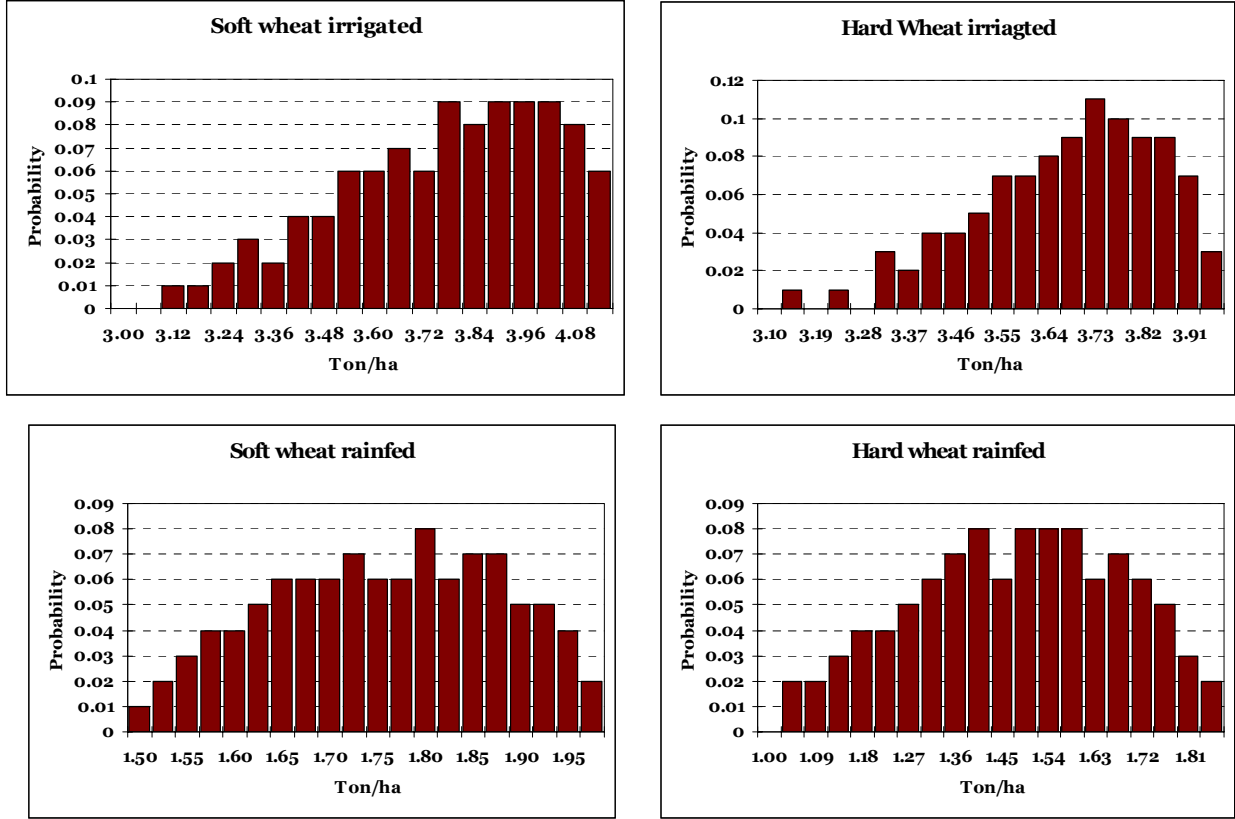 Soft wheat irrigated
Probability
0.1
0.09
0.08
0.07
0.06
0.05
0.04
0.03
0.02
0.01
0
3.00 3.12 3.24 3.36 3.48 3.60 3.72 3.84 3.96 4.08
Ton/ha
Hard Wheat irriagted
Probability
0.12
0.1
0.08
0.06
0.04
0.02
0
3.10 3.19 3.28 3.37 3.46 3.55 3.64 3.73 3.82 3.91
Ton/ha
Soft wheat rainfed
Probability
0.09
0.08
0.07
0.06
0.05
0.04
0.03
0.02
0.01
0
1.50 1.55 1.60 1.65 1.70 1.75 1.80 1.85 1.90 1.95
Ton/ha
Hard wheat rainfed
Probability
0.09
0.08
0.07
0.06
0.05
0.04
0.03
0.02
0.01
0
1.00 1.09 1.18 1.27 1.36 1.45 1.54 1.63 1.72 1.81
Ton/ha